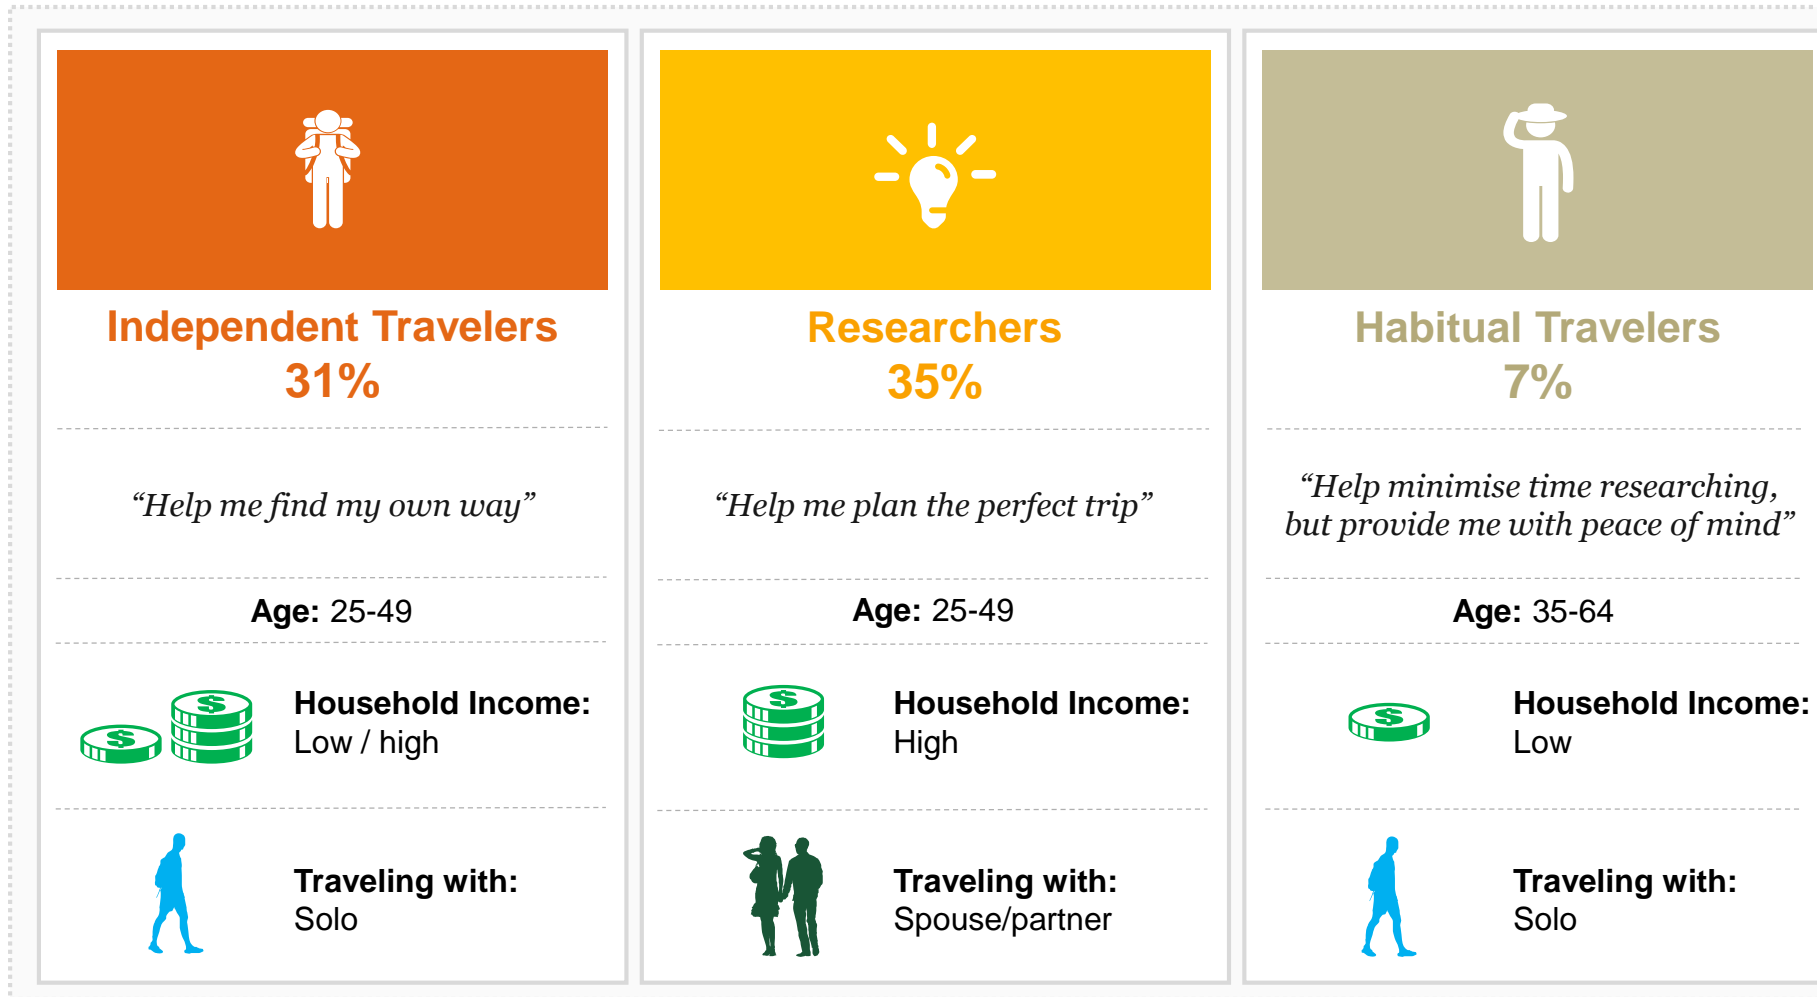 Independent Travelers
31%
“Help me find my own way”
Age: 25-49
Household Income:
Low / high
Traveling with:
Solo
Researchers
35%
“Help me plan the perfect trip”
Age: 25-49
Household Income:
High
Traveling with:
Spouse/partner
Habitual Travelers
7%
“Help minimise time researching,
but provide me with peace of mind”
Age: 35-64
Household Income:
Low
Traveling with:
Solo